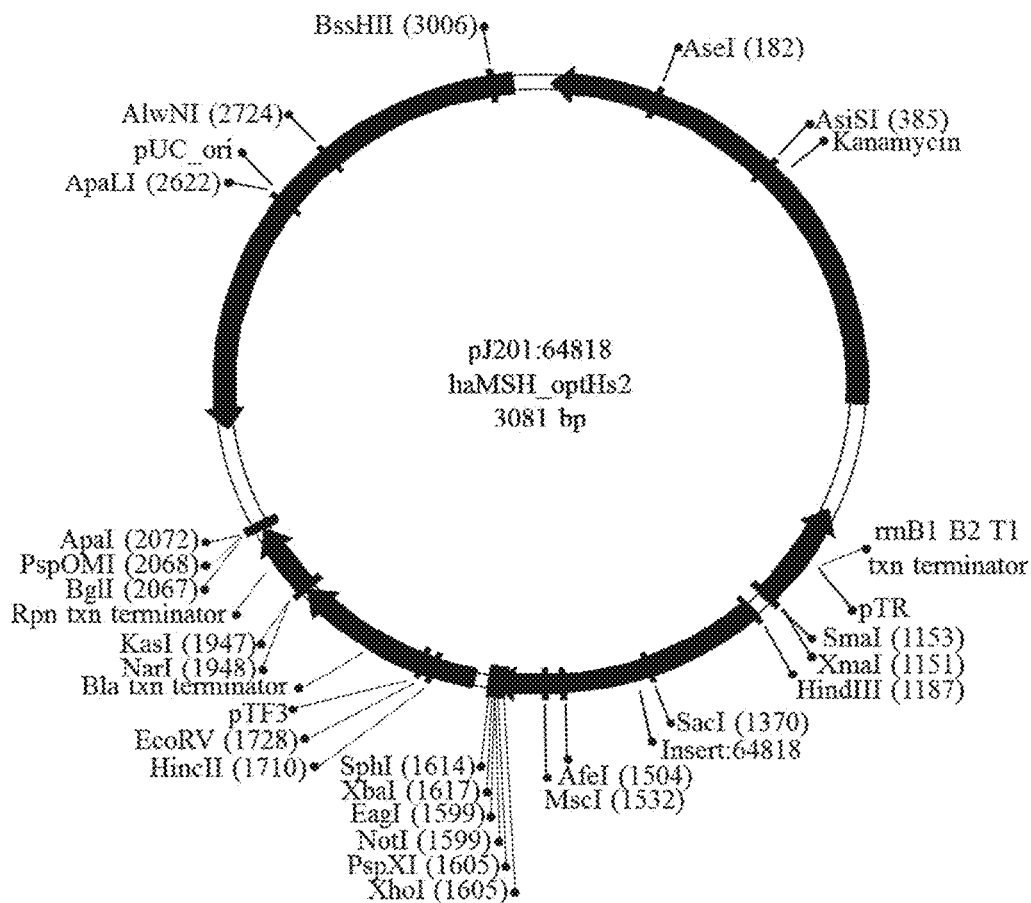 BssHII (3006)
AseI (182)
AlwNI (2724)
pUC_ori
ApaLI (2622)
AsiSI (385)
Kanamycin
pJ201:64818
haMSH_optHs2
3081 bp
rrnB1 B2 T1
txn terminator
pTR
SmaI (1153)
XmaI (1151)
HindIII (1187)
SacI (1370)
Insert:64818
AfeI (1504)
MscI (1532)
ApaI (2072)
PspOMI (2068)
BglI (2067)
Rpn txn terminator
KasI (1947)
NarI (1948)
Bla txn terminator
pTF3
EcoRV (1728)
HincII (1710)
SphI (1614)
XbaI (1617)
EagI (1599)
NotI (1599)
PspXI (1605)
XhoI (1605)